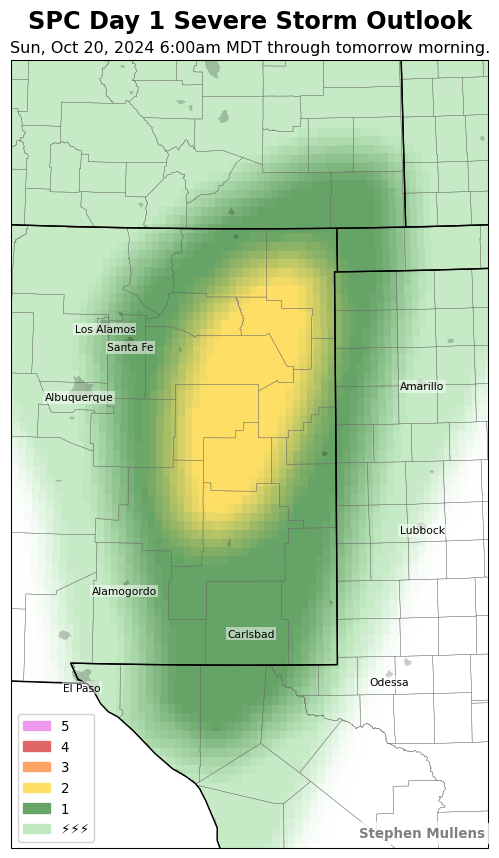 SPC Day 1 Severe Storm Outlook
Sun, Oct 20, 2024 6:00am MDT through tomorrow morning.
Los Alamos
Santa Fe
Albuquerque
Amarillo
Lubbock
Alamogordo
Carlsbad
El Paso
Odessa
5
4
3
2
1
⚡⚡⚡
Stephen Mullens